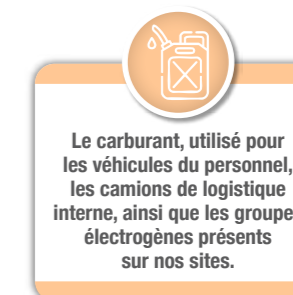 Le carburant, utilisé pour
les véhicules du personnel,
les camions de logistique
interne, ainsi que les groupe
électrogènes présents
sur nos sites.